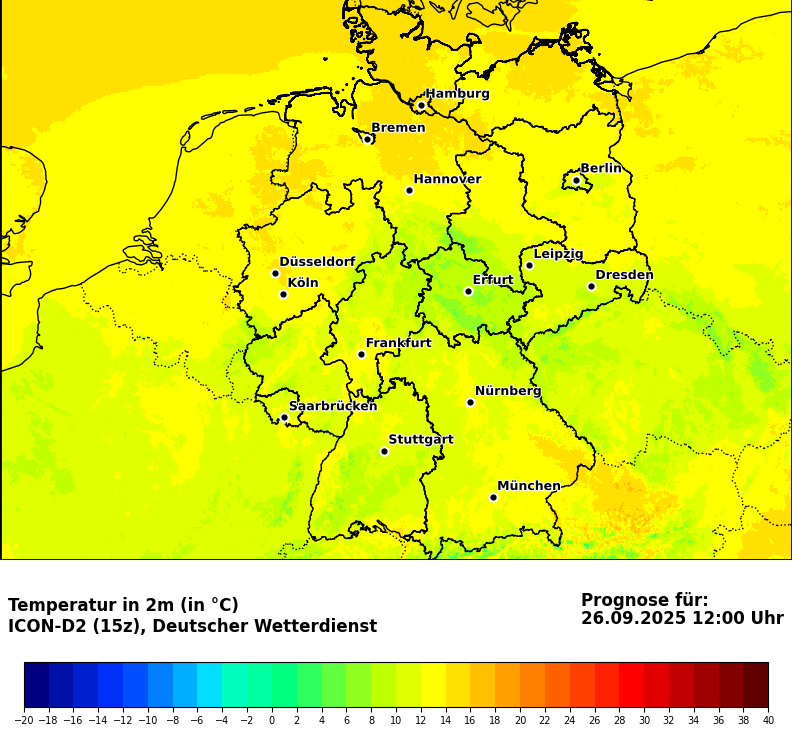 Hamburg
Bremen
Berlin
Hannover
Leipzig
Düsseldorf
Dresden
Köln
Erfurt
Frankfurt
Nürnberg
Saarbrücken
Stuttgart
München
Temperatur in 2m (in °C)
ICON-D2 (15z), Deutscher Wetterdienst
Prognose für:
26.09.2025 12:00 Uhr
−20 −18 −16 −14 −12 −10 −8 −6 −4 −2 0 2 4 6 8 10 12 14 16 18 20 22 24 26 28 30 32 34 36 38 40